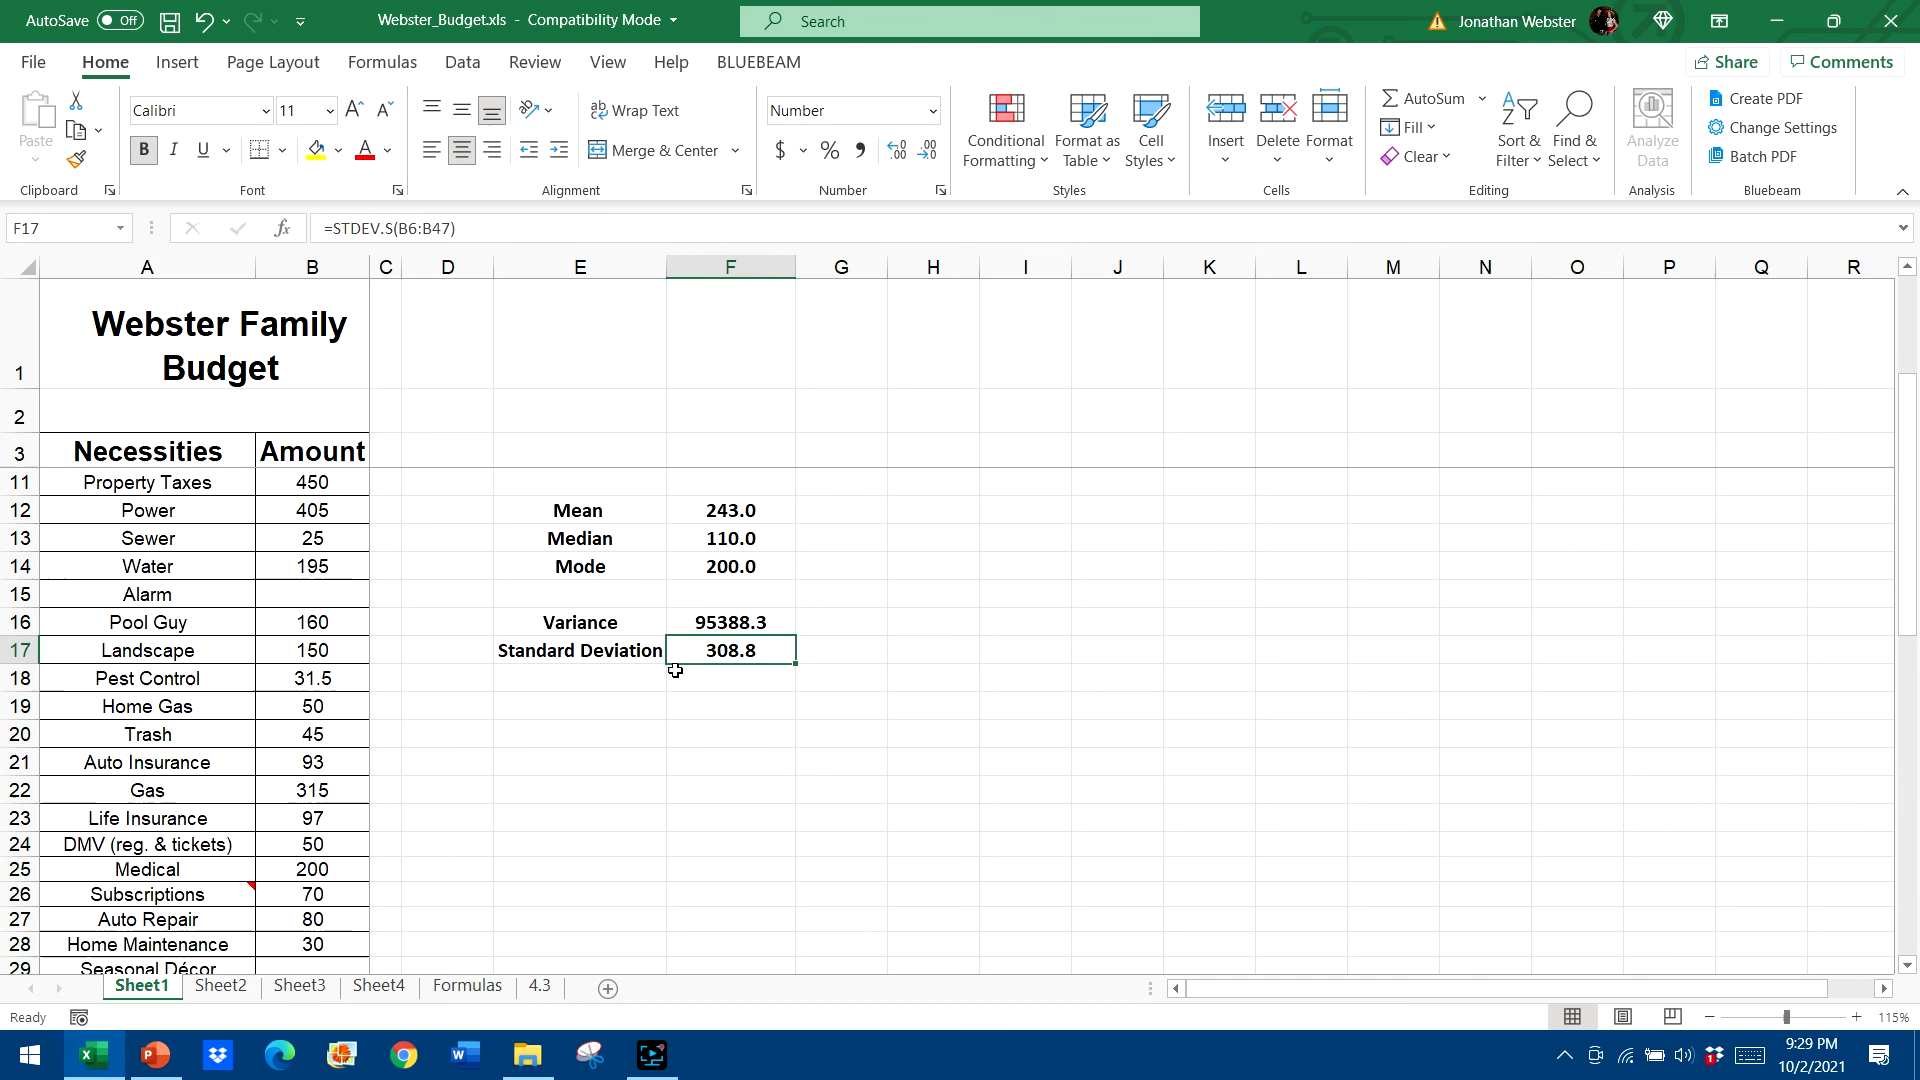 AutoSave Off Webster_Budget.xls - Compatibility Mode Search Jonathan Webster
File Home Insert Page Layout Formulas Data Review View Help BLUEBEAM Share Comments
Paste Calibri 11 Wrap Text Number Conditional Formatting Format as Table Cell Styles Insert Delete Format AutoSum Fill Clear Sort & Filter Find & Select Analyze Data Create PDF Change Settings Batch PDF
B I U Merge & Center $ % 9
Clipboard Font Alignment Number Styles Cells Editing Analysis Bluebeam
F17 fx =STDEV.S(B6:B47)
A B C D E F G H I J K L M N O P Q R
Webster Family
1 Budget
2
3 Necessities Amount
11 Property Taxes 450
12 Power 405 Mean 243.0
13 Sewer 25 Median 110.0
14 Water 195 Mode 200.0
15 Alarm
16 Pool Guy 160 Variance 95388.3
17 Landscape 150 Standard Deviation 308.8
18 Pest Control 31.5
19 Home Gas 50
20 Trash 45
21 Auto Insurance 93
22 Gas 315
23 Life Insurance 97
24 DMV (reg. & tickets) 50
25 Medical 200
26 Subscriptions 70
27 Auto Repair 80
28 Home Maintenance 30
29 Seasonal Décor
Sheet1 Sheet2 Sheet3 Sheet4 Formulas 4.3
Ready 115%
9:29 PM
10/2/2021